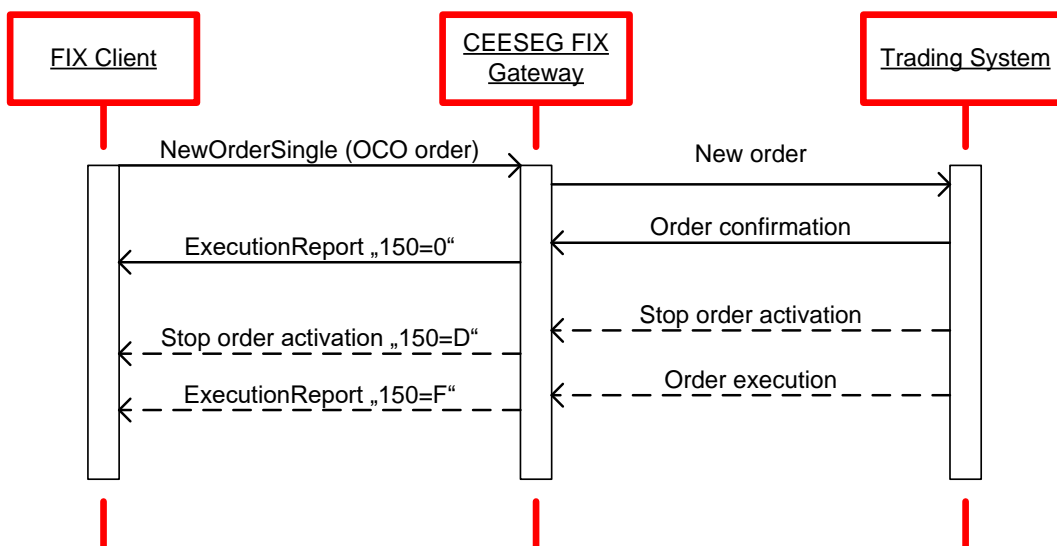 FIX Client
CEESEG FIX
Gateway
Trading System
NewOrderSingle (OCO order)
New order
Order confirmation
ExecutionReport „150=0“
Stop order activation
Stop order activation „150=D“
Order execution
ExecutionReport „150=F“